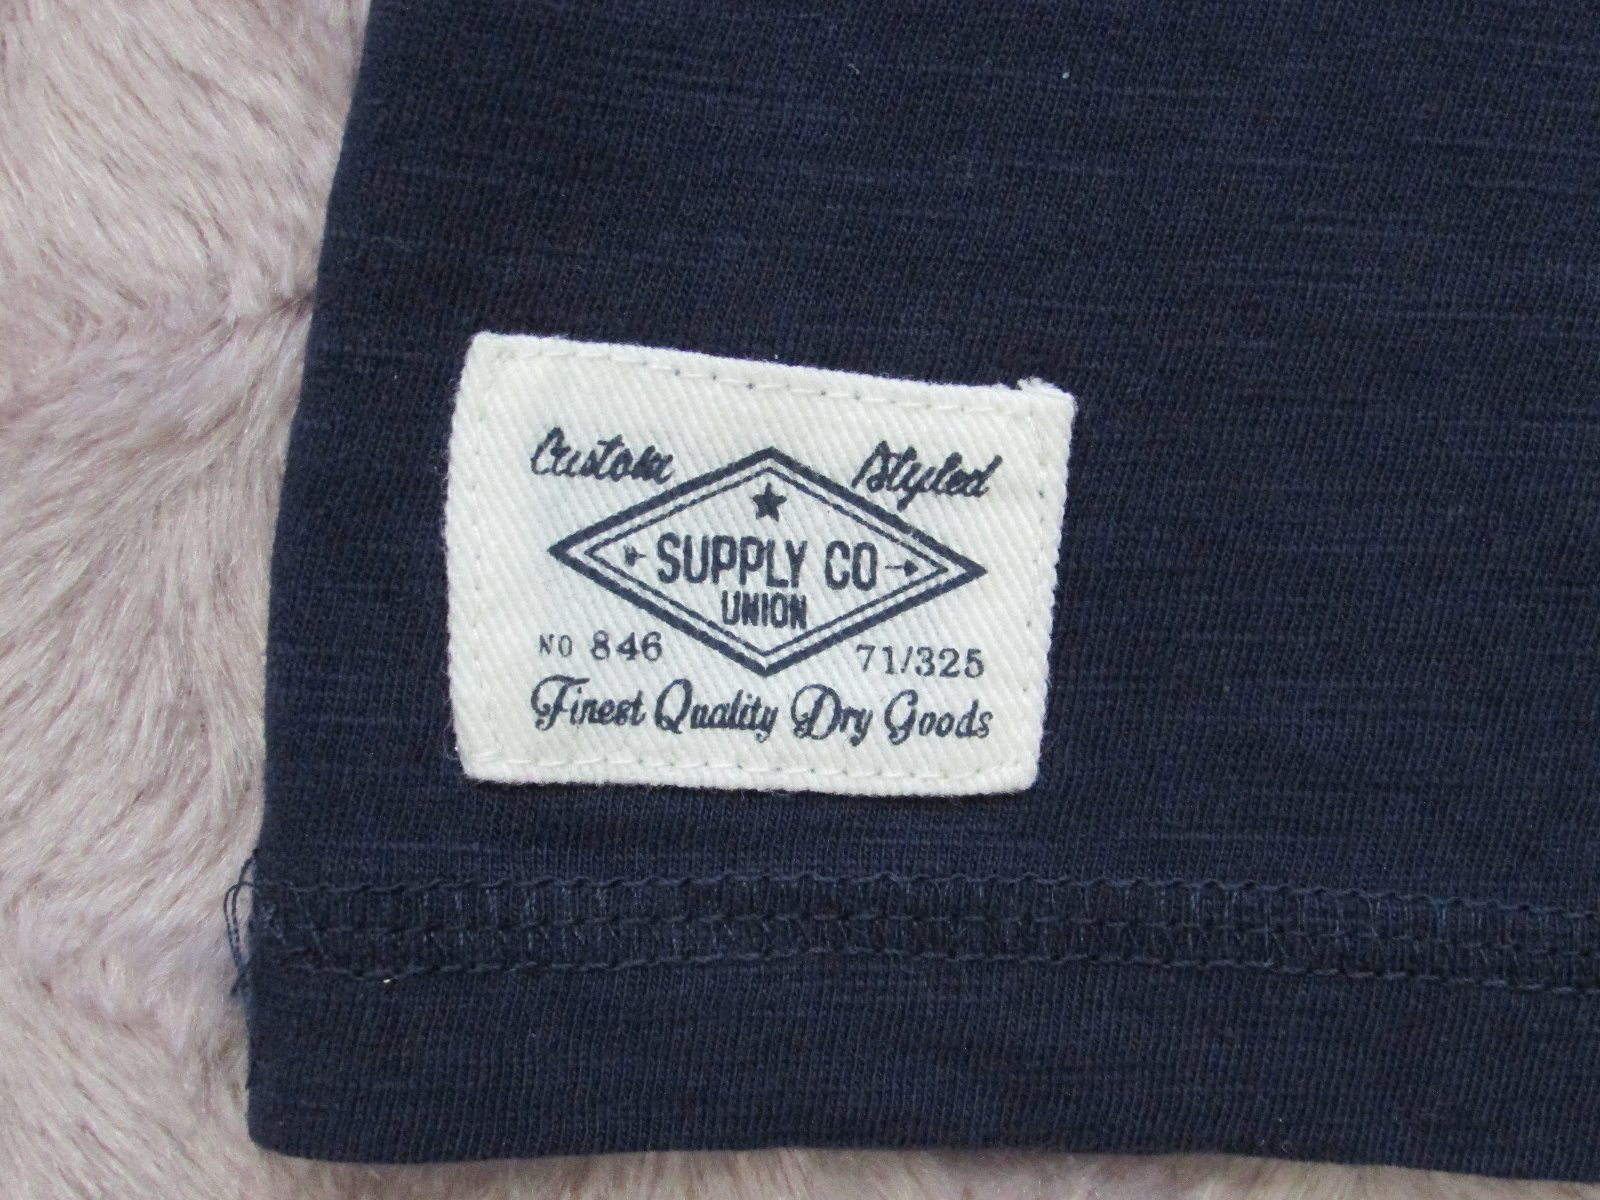 Custom Styled
SUPPLY CO
UNION
NO 846 71/325
Finest Quality Dry Goods